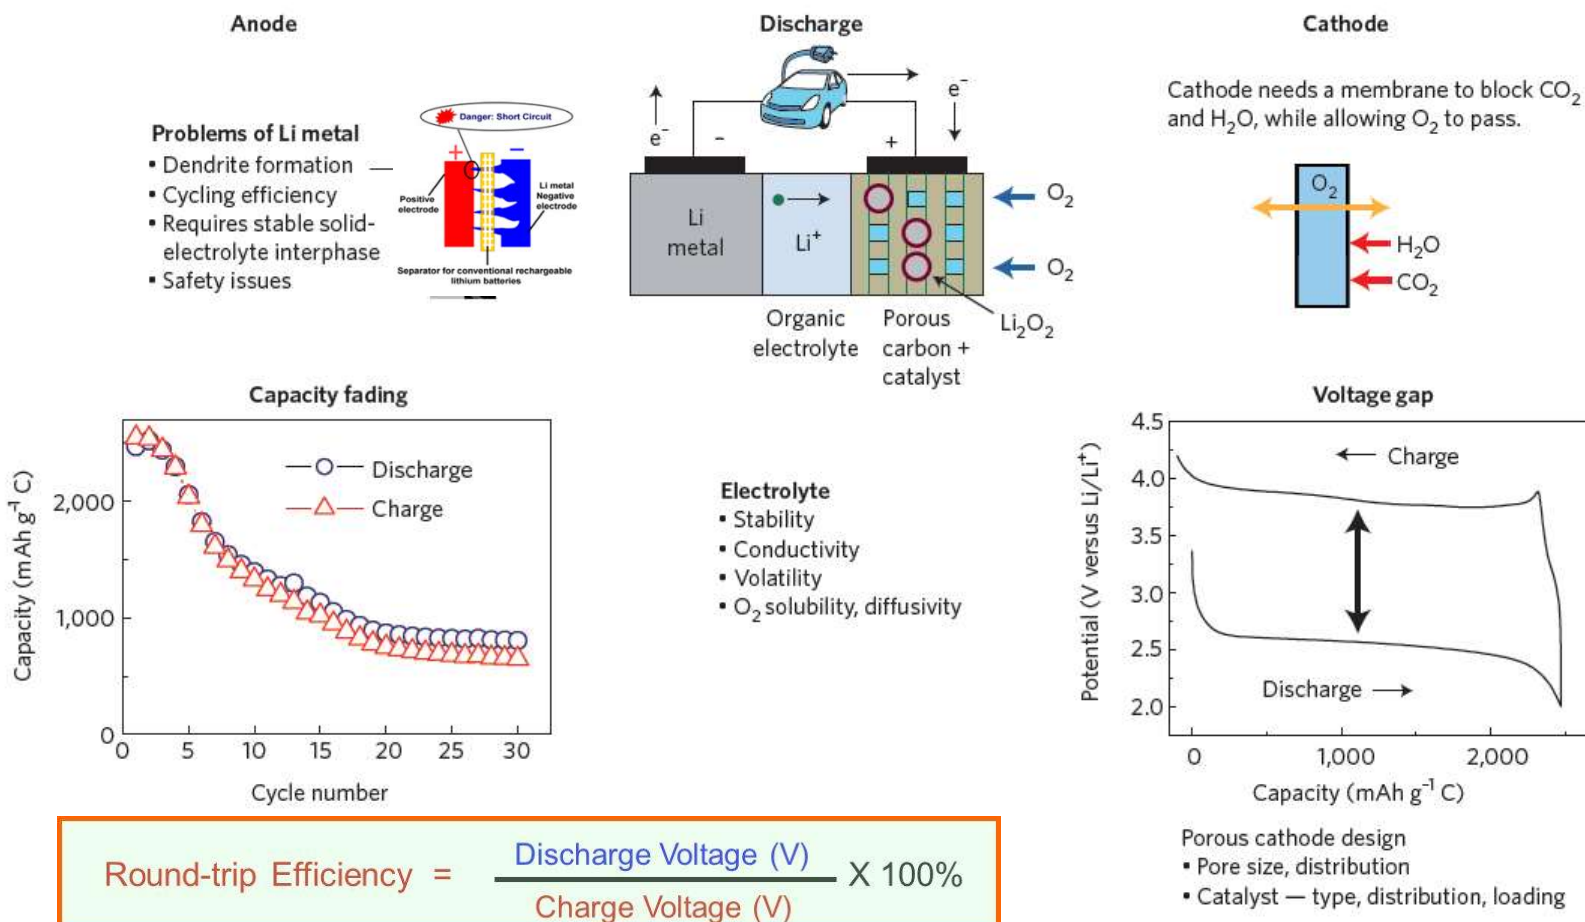 Anode
Discharge
Cathode
Problems of Li metal
▪ Dendrite formation
▪ Cycling efficiency
▪ Requires stable solid-
electrolyte interphase
▪ Safety issues
Danger: Short Circuit
+
−
Positive
electrode
Li metal
Negative
electrode
Separator for conventional rechargeable
lithium batteries
e⁻
−
+
e⁻
Li
metal
Li⁺
O₂
O₂
Li₂O₂
Organic
electrolyte
Porous
carbon +
catalyst
Cathode needs a membrane to block CO₂
and H₂O, while allowing O₂ to pass.
O₂
H₂O
CO₂
Capacity fading
Capacity (mAh g⁻¹ C)
2,000
1,000
0
Discharge
Charge
0 5 10 15 20 25 30
Cycle number
Electrolyte
▪ Stability
▪ Conductivity
▪ Volatility
▪ O₂ solubility, diffusivity
Voltage gap
Potential (V versus Li/Li⁺)
4.5
4.0
3.5
3.0
2.5
2.0
Charge
Discharge
0 1,000 2,000
Capacity (mAh g⁻¹ C)
Porous cathode design
▪ Pore size, distribution
▪ Catalyst — type, distribution, loading
Round-trip Efficiency = Discharge Voltage (V) X 100%
Charge Voltage (V)